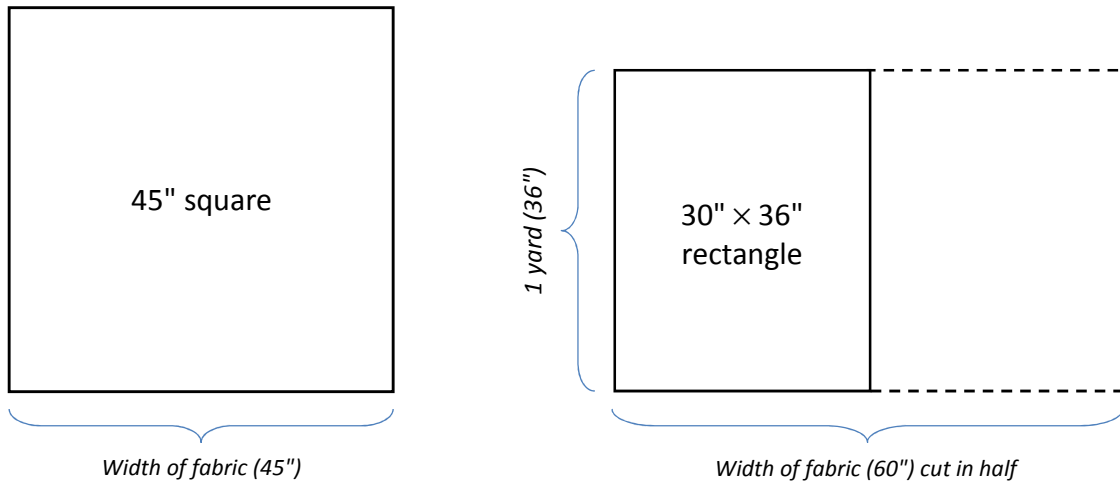 45" square
Width of fabric (45")
1 yard (36")
30" × 36"
rectangle
Width of fabric (60") cut in half